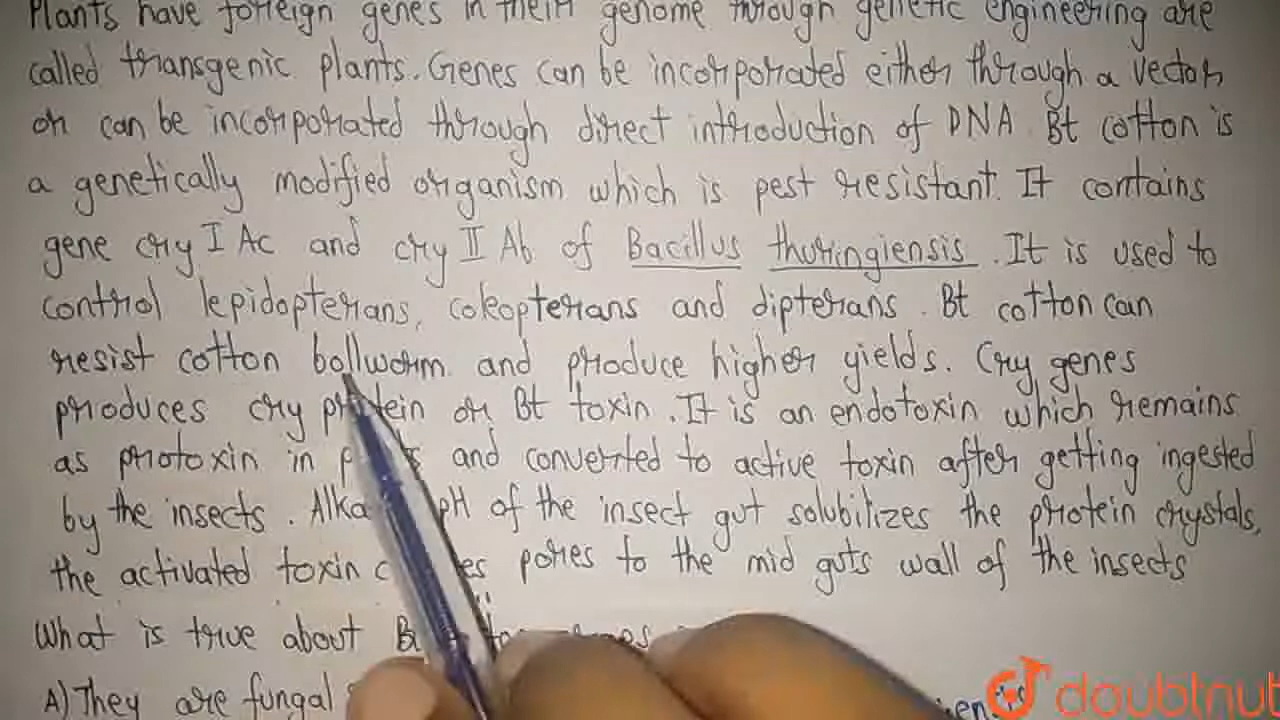 Plants have foreign genes in their genome through genetic engineering are
called transgenic plants. Genes can be incorporated either through a vector
or can be incorporated through direct introduction of DNA. Bt cotton is
a genetically modified organism which is pest resistant. It contains
gene cry I Ac and cry II Ab of Bacillus thuringiensis. It is used to
control lepidopterans, coleopterans and dipterans. Bt cotton can
resist cotton bollworm and produce higher yields. Cry genes
produces cry protein or Bt toxin. It is an endotoxin which remains
as protoxin in and converted to active toxin after getting ingested
by the insects. pH of the insect gut solubilizes the protein crystals,
the activated toxin pores to the mid guts wall of the insects
What is true about
A) They are fungal
doubtnut